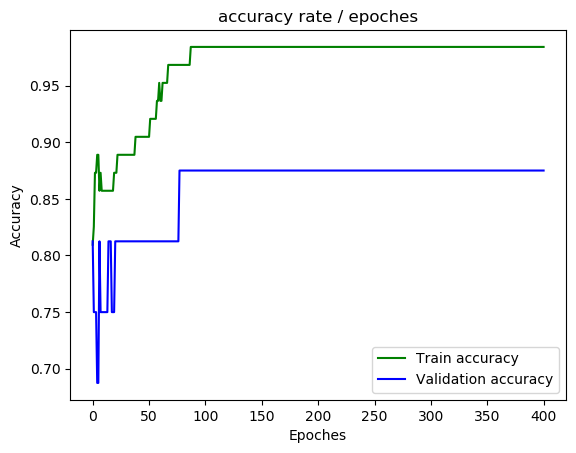 accuracy rate / epoches
Accuracy
0.95
0.90
0.85
0.80
0.75
0.70
Train accuracy
Validation accuracy
0 50 100 150 200 250 300 350 400
Epoches